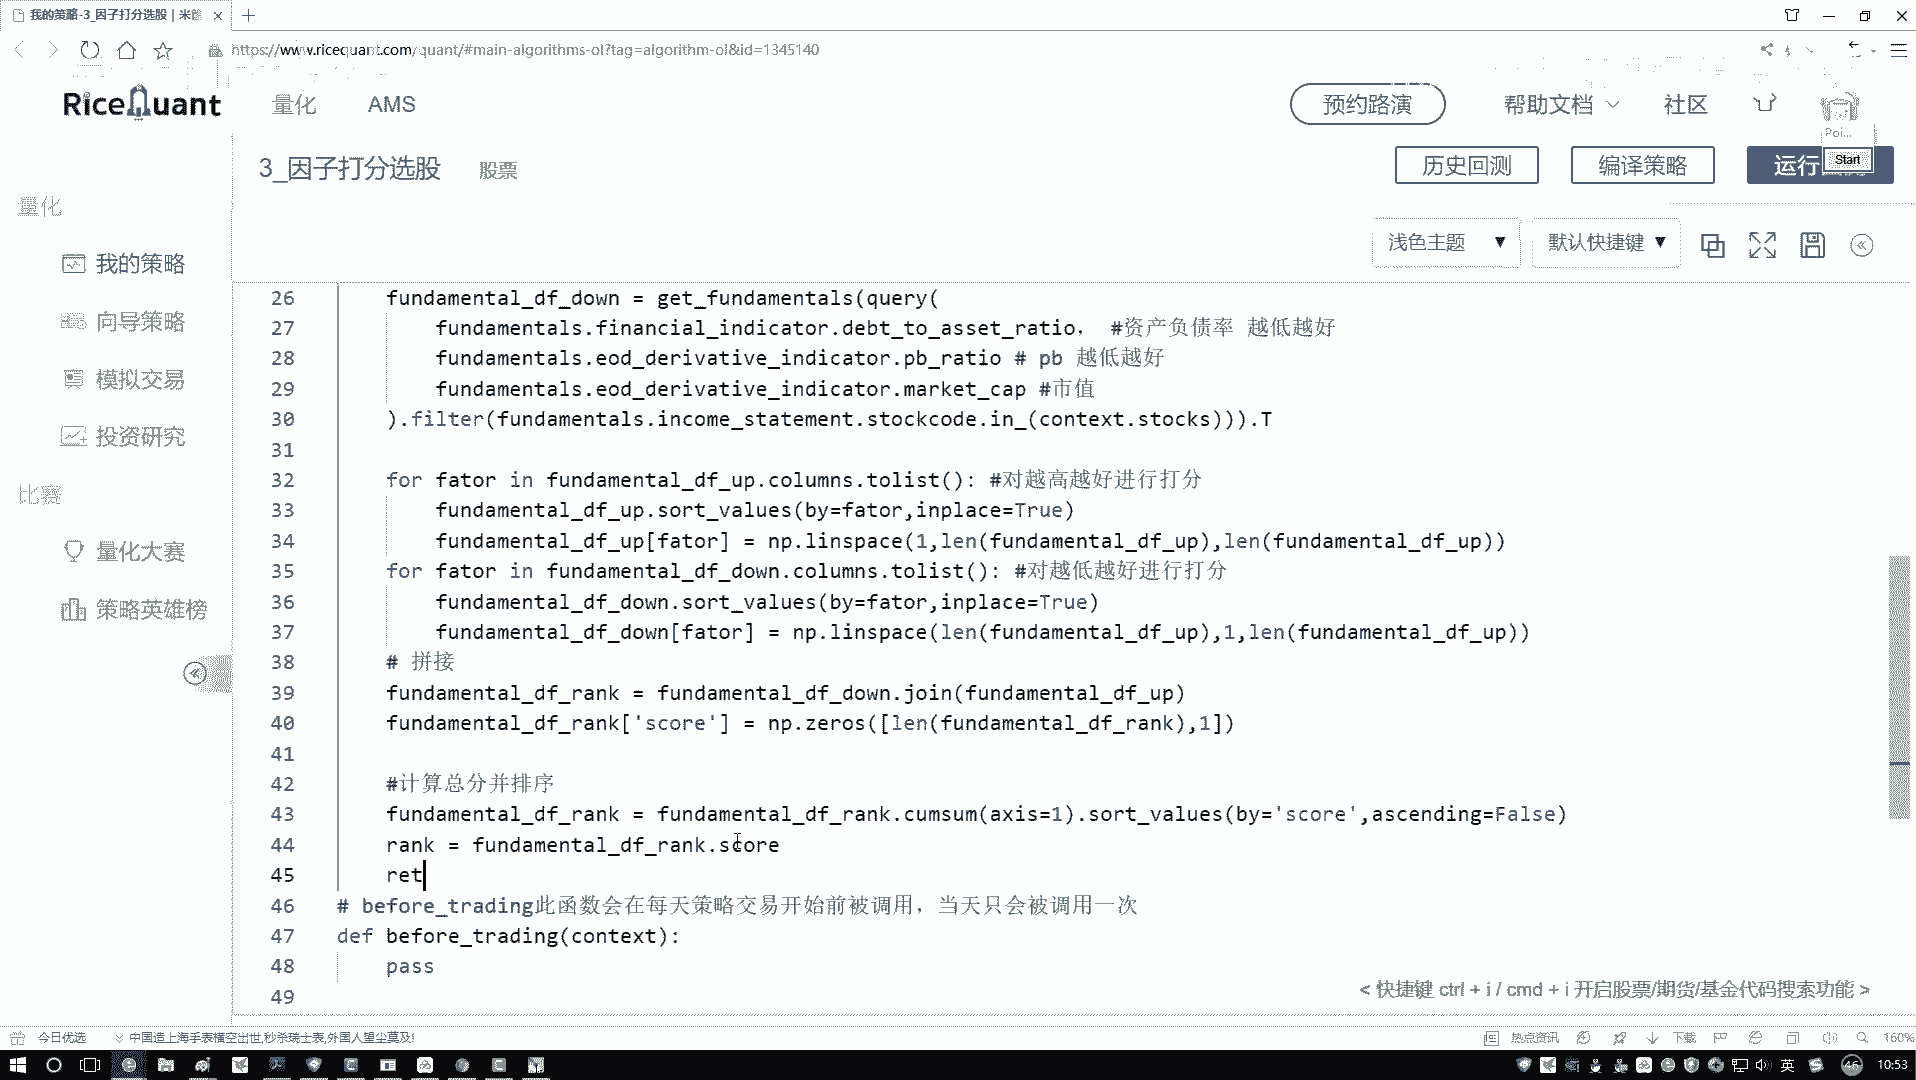 我的策略-3_因子打分选股 | 米
https://www.ricequant.com/quant/#main-algorithms-ol?tag=algorithm-ol&id=1345140
RiceQuant
量化
AMS
预约路演
帮助文档
社区
Poi...
Start
3_因子打分选股
股票
历史回测
编译策略
运行
浅色主题 ▼
默认快捷键 ▼
量化
我的策略
向导策略
模拟交易
投资研究
比赛
量化大赛
策略英雄榜
26 fundamental_df_down = get_fundamentals(query(
27 fundamentals.financial_indicator.debt_to_asset_ratio， #资产负债率 越低越好
28 fundamentals.eod_derivative_indicator.pb_ratio # pb 越低越好
29 fundamentals.eod_derivative_indicator.market_cap #市值
30 ).filter(fundamentals.income_statement.stockcode.in_(context.stocks))).T
31
32 for fator in fundamental_df_up.columns.tolist(): #对越高越好进行打分
33 fundamental_df_up.sort_values(by=fator,inplace=True)
34 fundamental_df_up[fator] = np.linspace(1,len(fundamental_df_up),len(fundamental_df_up))
35 for fator in fundamental_df_down.columns.tolist(): #对越低越好进行打分
36 fundamental_df_down.sort_values(by=fator,inplace=True)
37 fundamental_df_down[fator] = np.linspace(len(fundamental_df_up),1,len(fundamental_df_up))
38 # 拼接
39 fundamental_df_rank = fundamental_df_down.join(fundamental_df_up)
40 fundamental_df_rank['score'] = np.zeros([len(fundamental_df_rank),1])
41
42 #计算总分并排序
43 fundamental_df_rank = fundamental_df_rank.cumsum(axis=1).sort_values(by='score',ascending=False)
44 rank = fundamental_df_rank.score
45 ret
46 # before_trading此函数会在每天策略交易开始前被调用，当天只会被调用一次
47 def before_trading(context):
48 pass
49
< 快捷键 ctrl + i / cmd + i 开启股票/期货/基金代码搜索功能 >
今日优选
中国造上海手表横空出世,秒杀瑞士表,外国人望尘莫及!
热点资讯
下载
160%
英
46
10:53